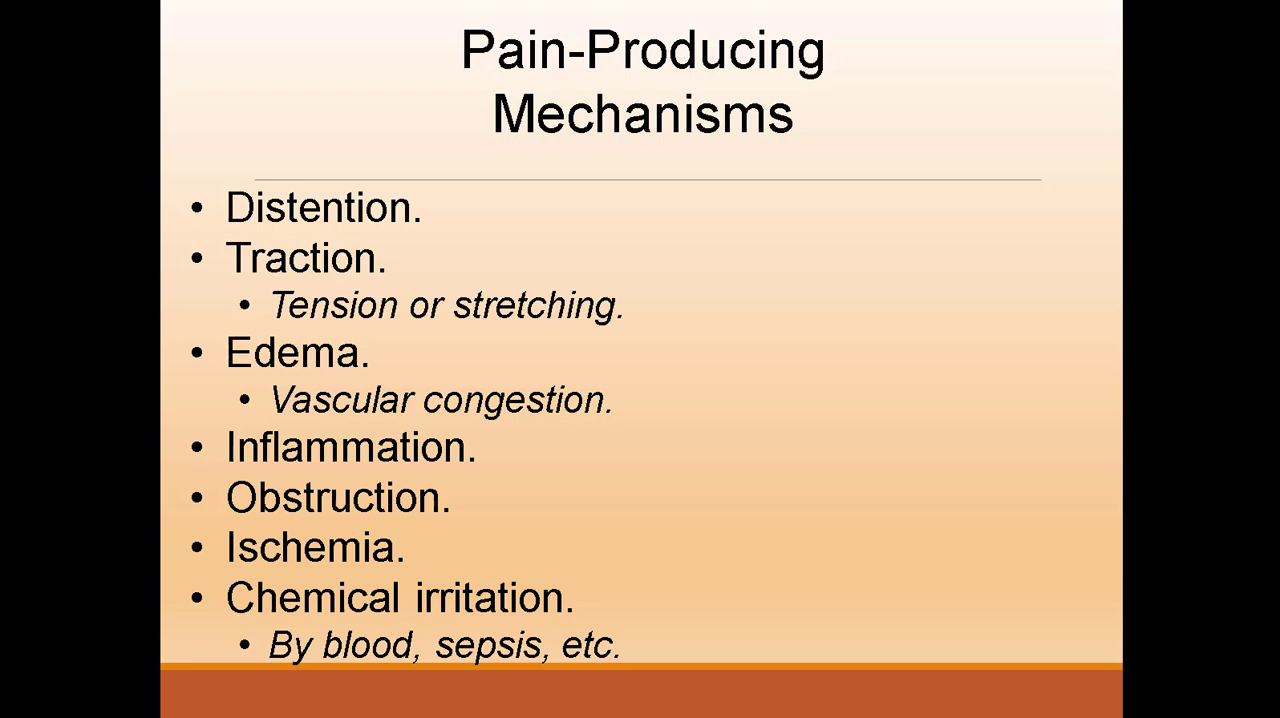 Pain-Producing
Mechanisms
• Distention.
• Traction.
• Tension or stretching.
• Edema.
• Vascular congestion.
• Inflammation.
• Obstruction.
• Ischemia.
• Chemical irritation.
• By blood, sepsis, etc.